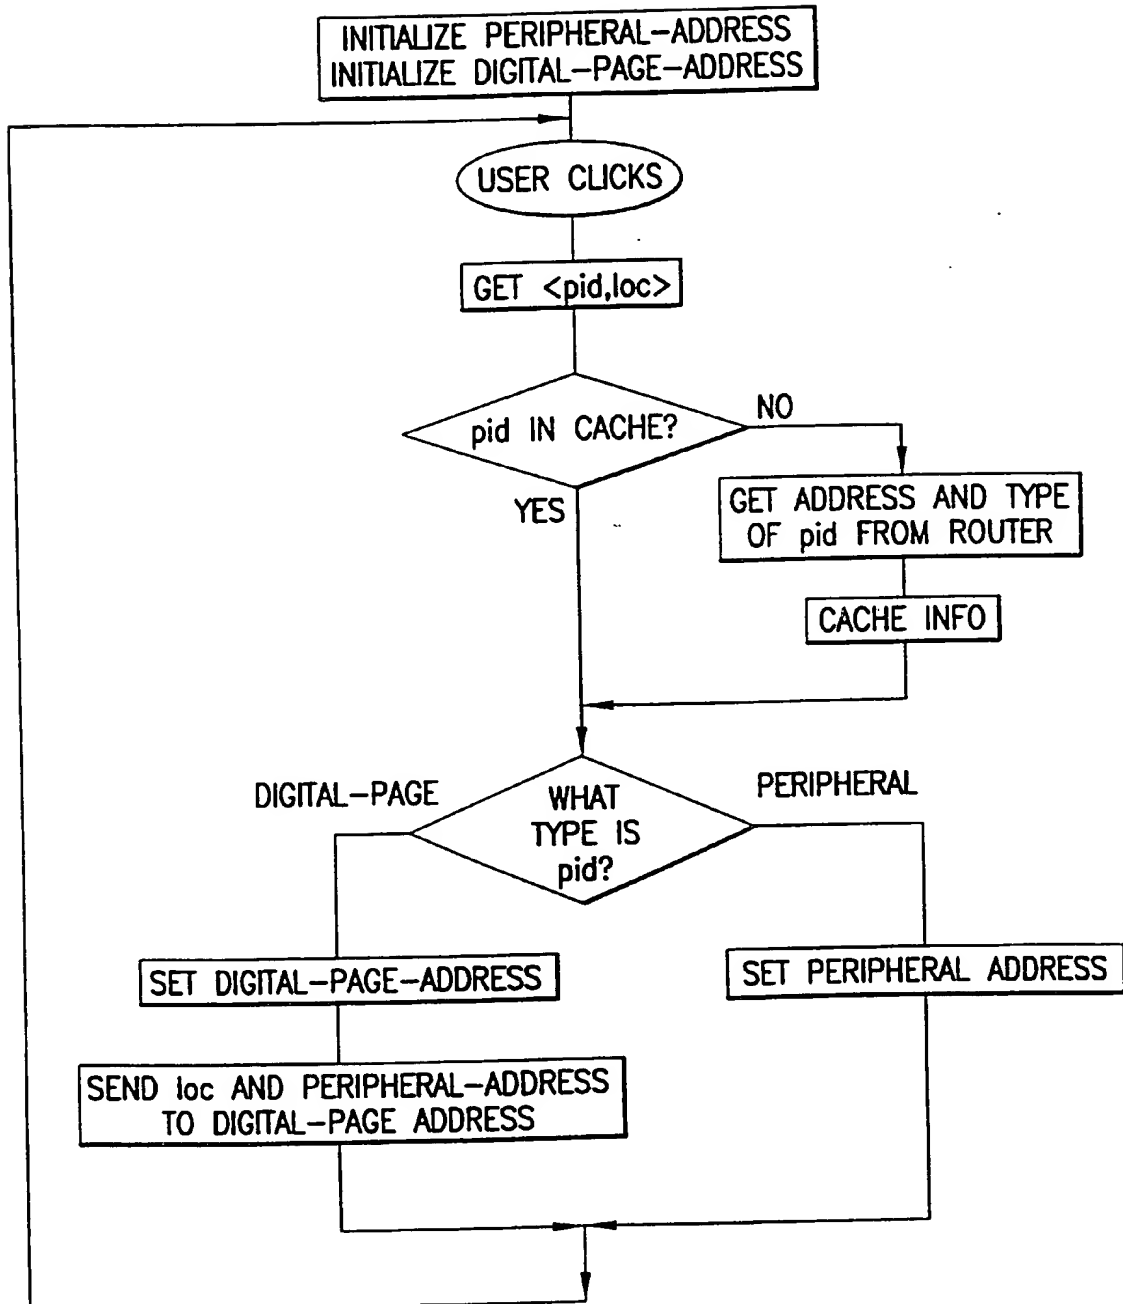 INITIALIZE PERIPHERAL-ADDRESS
INITIALIZE DIGITAL-PAGE-ADDRESS
USER CLICKS
GET <pid,loc>
pid IN CACHE?
NO
YES
GET ADDRESS AND TYPE
OF pid FROM ROUTER
CACHE INFO
DIGITAL-PAGE
WHAT
TYPE IS
pid?
PERIPHERAL
SET DIGITAL-PAGE-ADDRESS
SET PERIPHERAL ADDRESS
SEND loc AND PERIPHERAL-ADDRESS
TO DIGITAL-PAGE ADDRESS